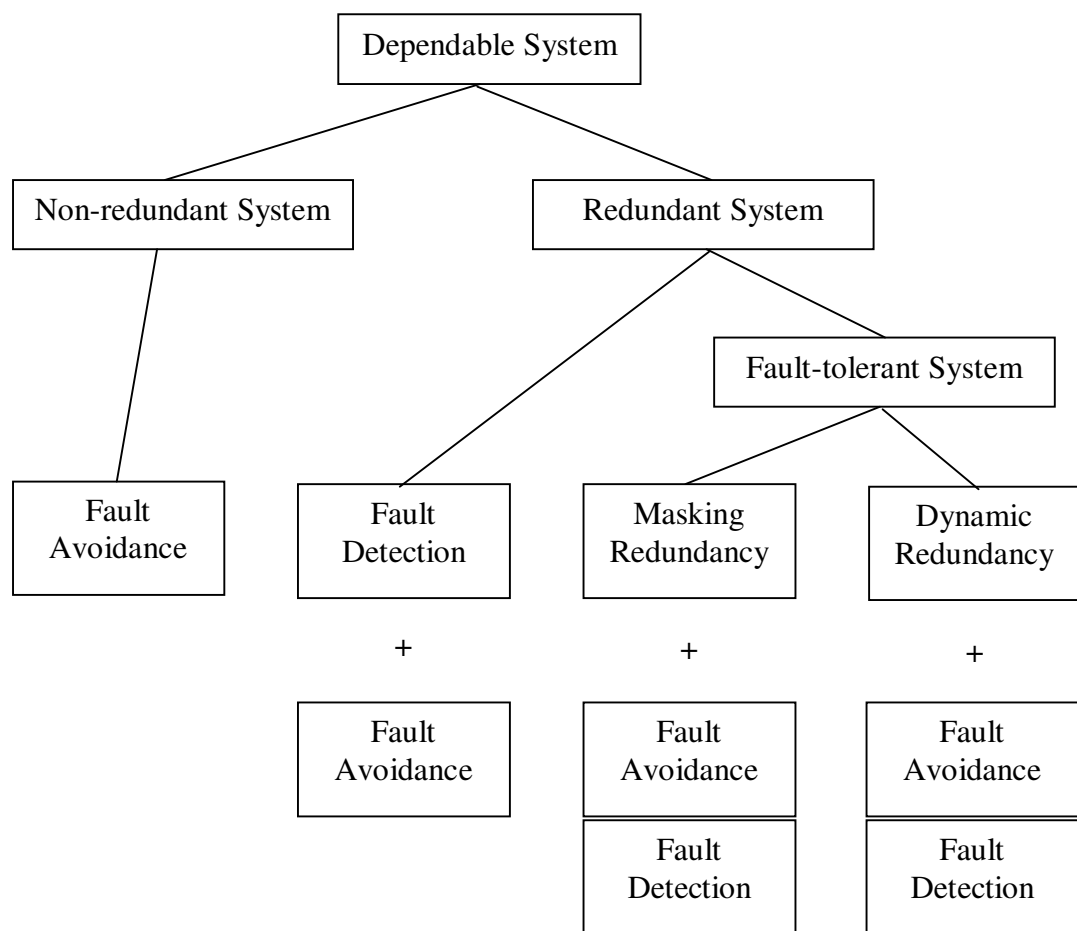 Dependable System
Non-redundant System
Redundant System
Fault-tolerant System
Fault
Avoidance
Fault
Detection
Masking
Redundancy
Dynamic
Redundancy
+
+
+
Fault
Avoidance
Fault
Avoidance
Fault
Avoidance
Fault
Detection
Fault
Detection